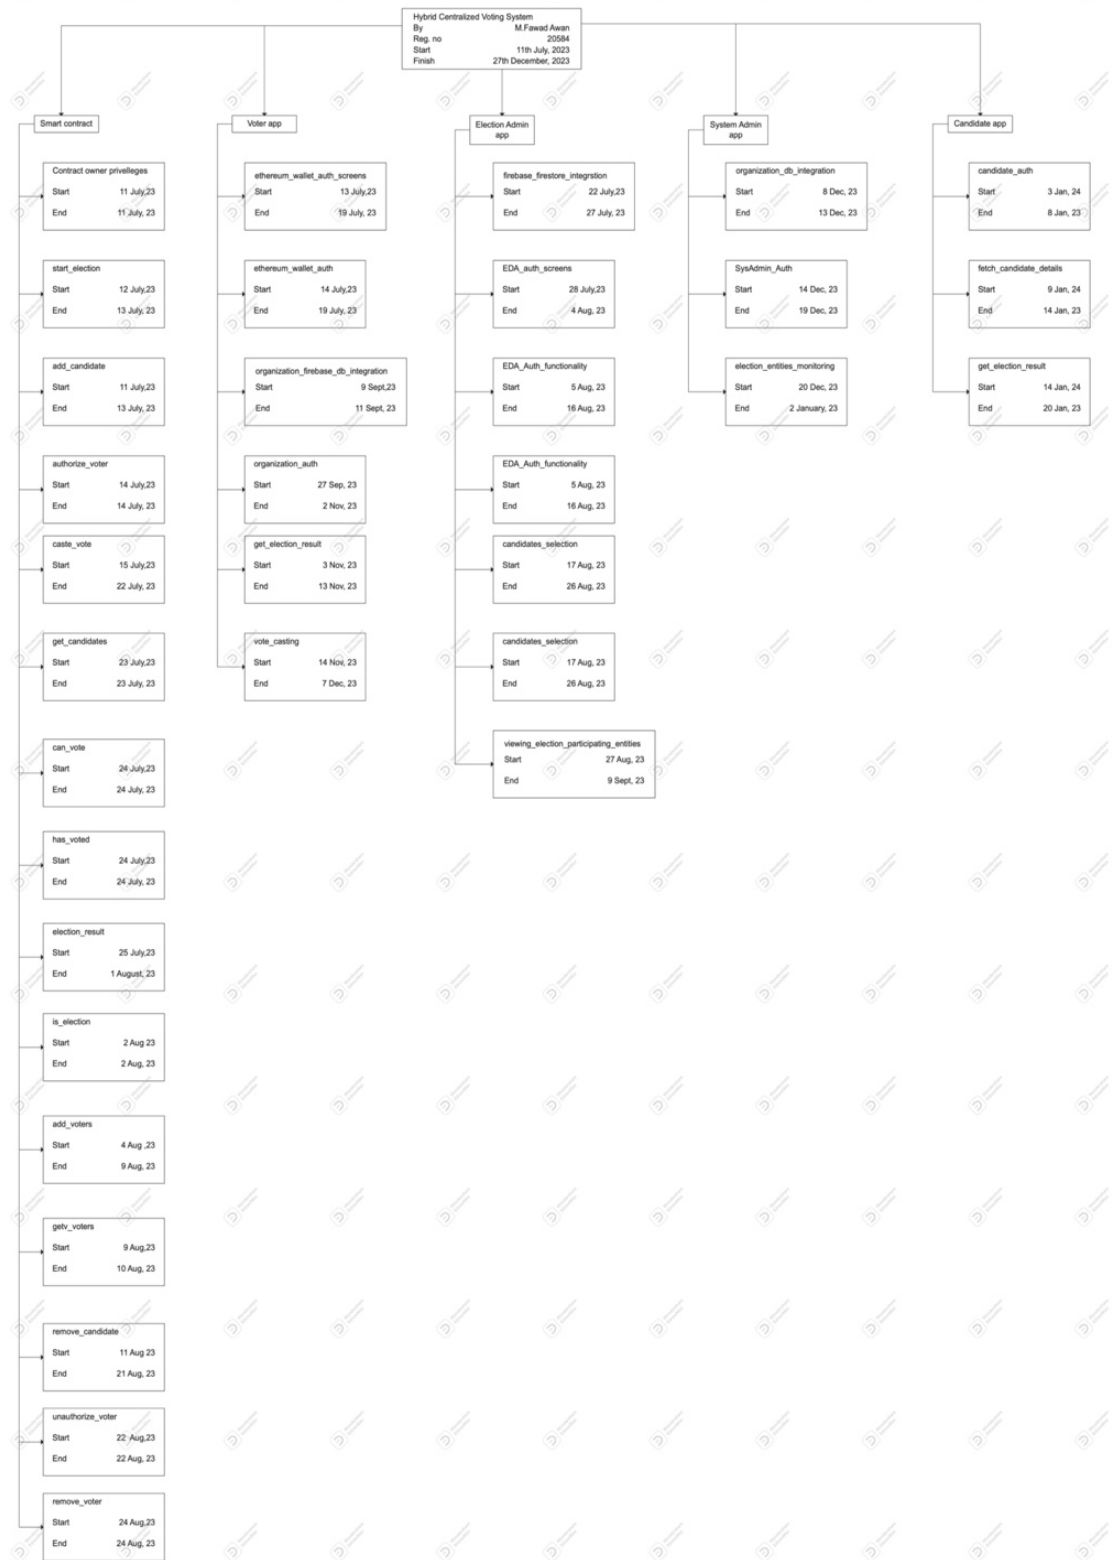 Hybrid Centralized Voting System
By M.Fawad Awan
Reg. no 20584
Start 11th July, 2023
Finish 27th December, 2023
Smart contract
Contract owner privelleges
Start 11 July,23
End 11 July, 23
start_election
Start 12 July,23
End 13 July, 23
add_candidate
Start 11 July,23
End 13 July, 23
authorize_voter
Start 14 July,23
End 14 July, 23
caste_vote
Start 15 July,23
End 22 July, 23
get_candidates
Start 23 July,23
End 23 July, 23
can_vote
Start 24 July,23
End 24 July, 23
has_voted
Start 24 July,23
End 24 July, 23
election_result
Start 25 July,23
End 1 August, 23
is_election
Start 2 Aug 23
End 2 Aug, 23
add_voters
Start 4 Aug ,23
End 9 Aug, 23
getv_voters
Start 9 Aug,23
End 10 Aug, 23
remove_candidate
Start 11 Aug 23
End 21 Aug, 23
unauthorize_voter
Start 22 Aug,23
End 22 Aug, 23
remove_voter
Start 24 Aug,23
End 24 Aug, 23
Voter app
ethereum_wallet_auth_screens
Start 13 July,23
End 19 July, 23
ethereum_wallet_auth
Start 14 July,23
End 19 July, 23
organization_firebase_db_integration
Start 9 Sept,23
End 11 Sept, 23
organization_auth
Start 27 Sep, 23
End 2 Nov, 23
get_election_result
Start 3 Nov, 23
End 13 Nov, 23
vote_casting
Start 14 Nov, 23
End 7 Dec, 23
Election Admin
app
firebase_firestore_integrstion
Start 22 July,23
End 27 July, 23
EDA_auth_screens
Start 28 July,23
End 4 Aug, 23
EDA_Auth_functionality
Start 5 Aug, 23
End 16 Aug, 23
EDA_Auth_functionality
Start 5 Aug, 23
End 16 Aug, 23
candidates_selection
Start 17 Aug, 23
End 26 Aug, 23
candidates_selection
Start 17 Aug, 23
End 26 Aug, 23
viewing_election_participating_entities
Start 27 Aug, 23
End 9 Sept, 23
System Admin
app
organization_db_integration
Start 8 Dec, 23
End 13 Dec, 23
SysAdmin_Auth
Start 14 Dec, 23
End 19 Dec, 23
election_entities_monitoring
Start 20 Dec, 23
End 2 January, 23
Candidate app
candidate_auth
Start 3 Jan, 24
End 8 Jan, 23
fetch_candidate_details
Start 9 Jan, 24
End 14 Jan, 23
get_election_result
Start 14 Jan, 24
End 20 Jan, 23